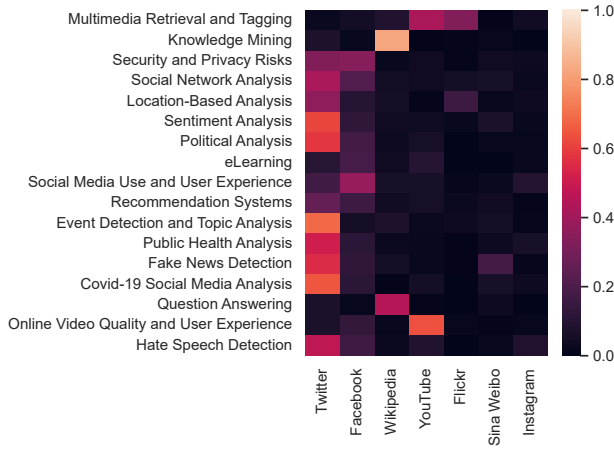 Multimedia Retrieval and Tagging
Knowledge Mining
Security and Privacy Risks
Social Network Analysis
Location-Based Analysis
Sentiment Analysis
Political Analysis
eLearning
Social Media Use and User Experience
Recommendation Systems
Event Detection and Topic Analysis
Public Health Analysis
Fake News Detection
Covid-19 Social Media Analysis
Question Answering
Online Video Quality and User Experience
Hate Speech Detection
Twitter
Facebook
Wikipedia
YouTube
Flickr
Sina Weibo
Instagram
1.0
0.8
0.6
0.4
0.2
0.0